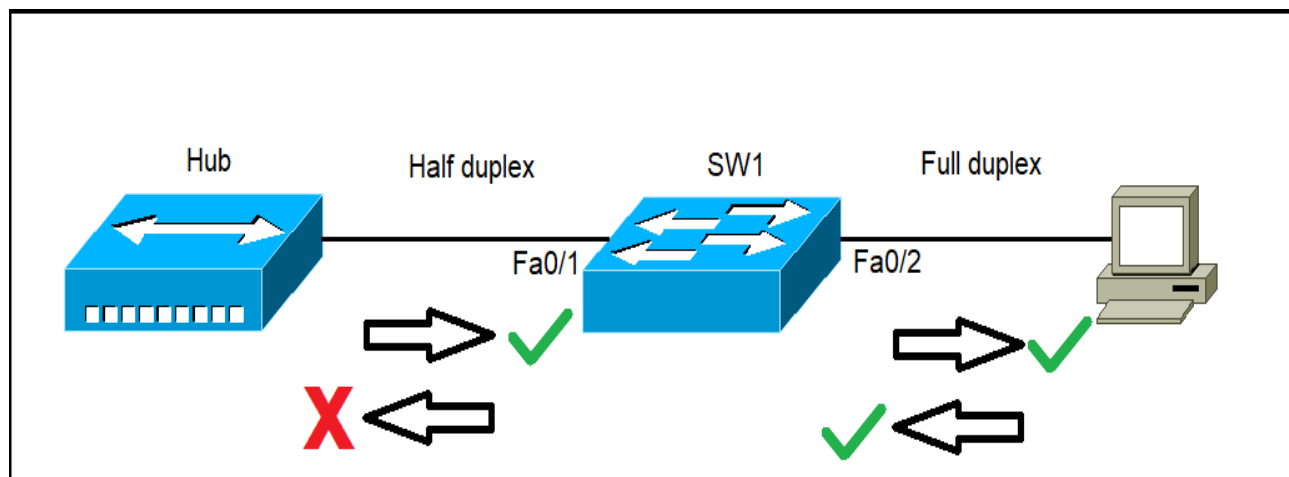 Hub
Half duplex
SW1
Full duplex
Fa0/1
Fa0/2
X